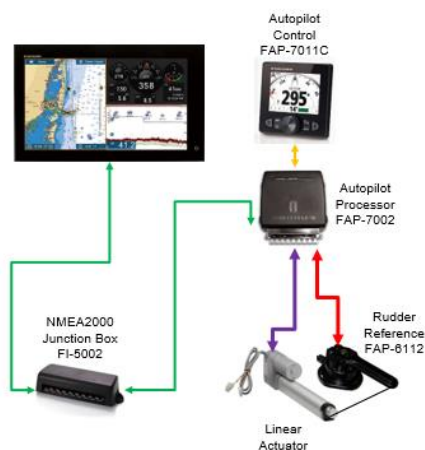 Autopilot
Control
FAP-7011C
295°
Autopilot
Processor
FAP-7002
NMEA2000
Junction Box
FI-5002
Rudder
Reference
FAP-6112
Linear
Actuator
358